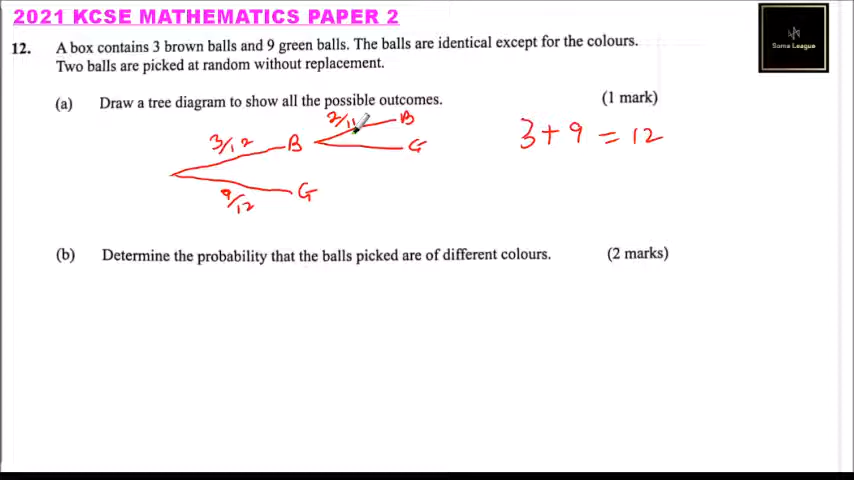 2021 KCSE MATHEMATICS PAPER 2
12. A box contains 3 brown balls and 9 green balls. The balls are identical except for the colours.
Two balls are picked at random without replacement.
Soma League
(a) Draw a tree diagram to show all the possible outcomes. (1 mark)
2/11 B
3/12 B G 3 + 9 = 12
9/12 G
(b) Determine the probability that the balls picked are of different colours. (2 marks)